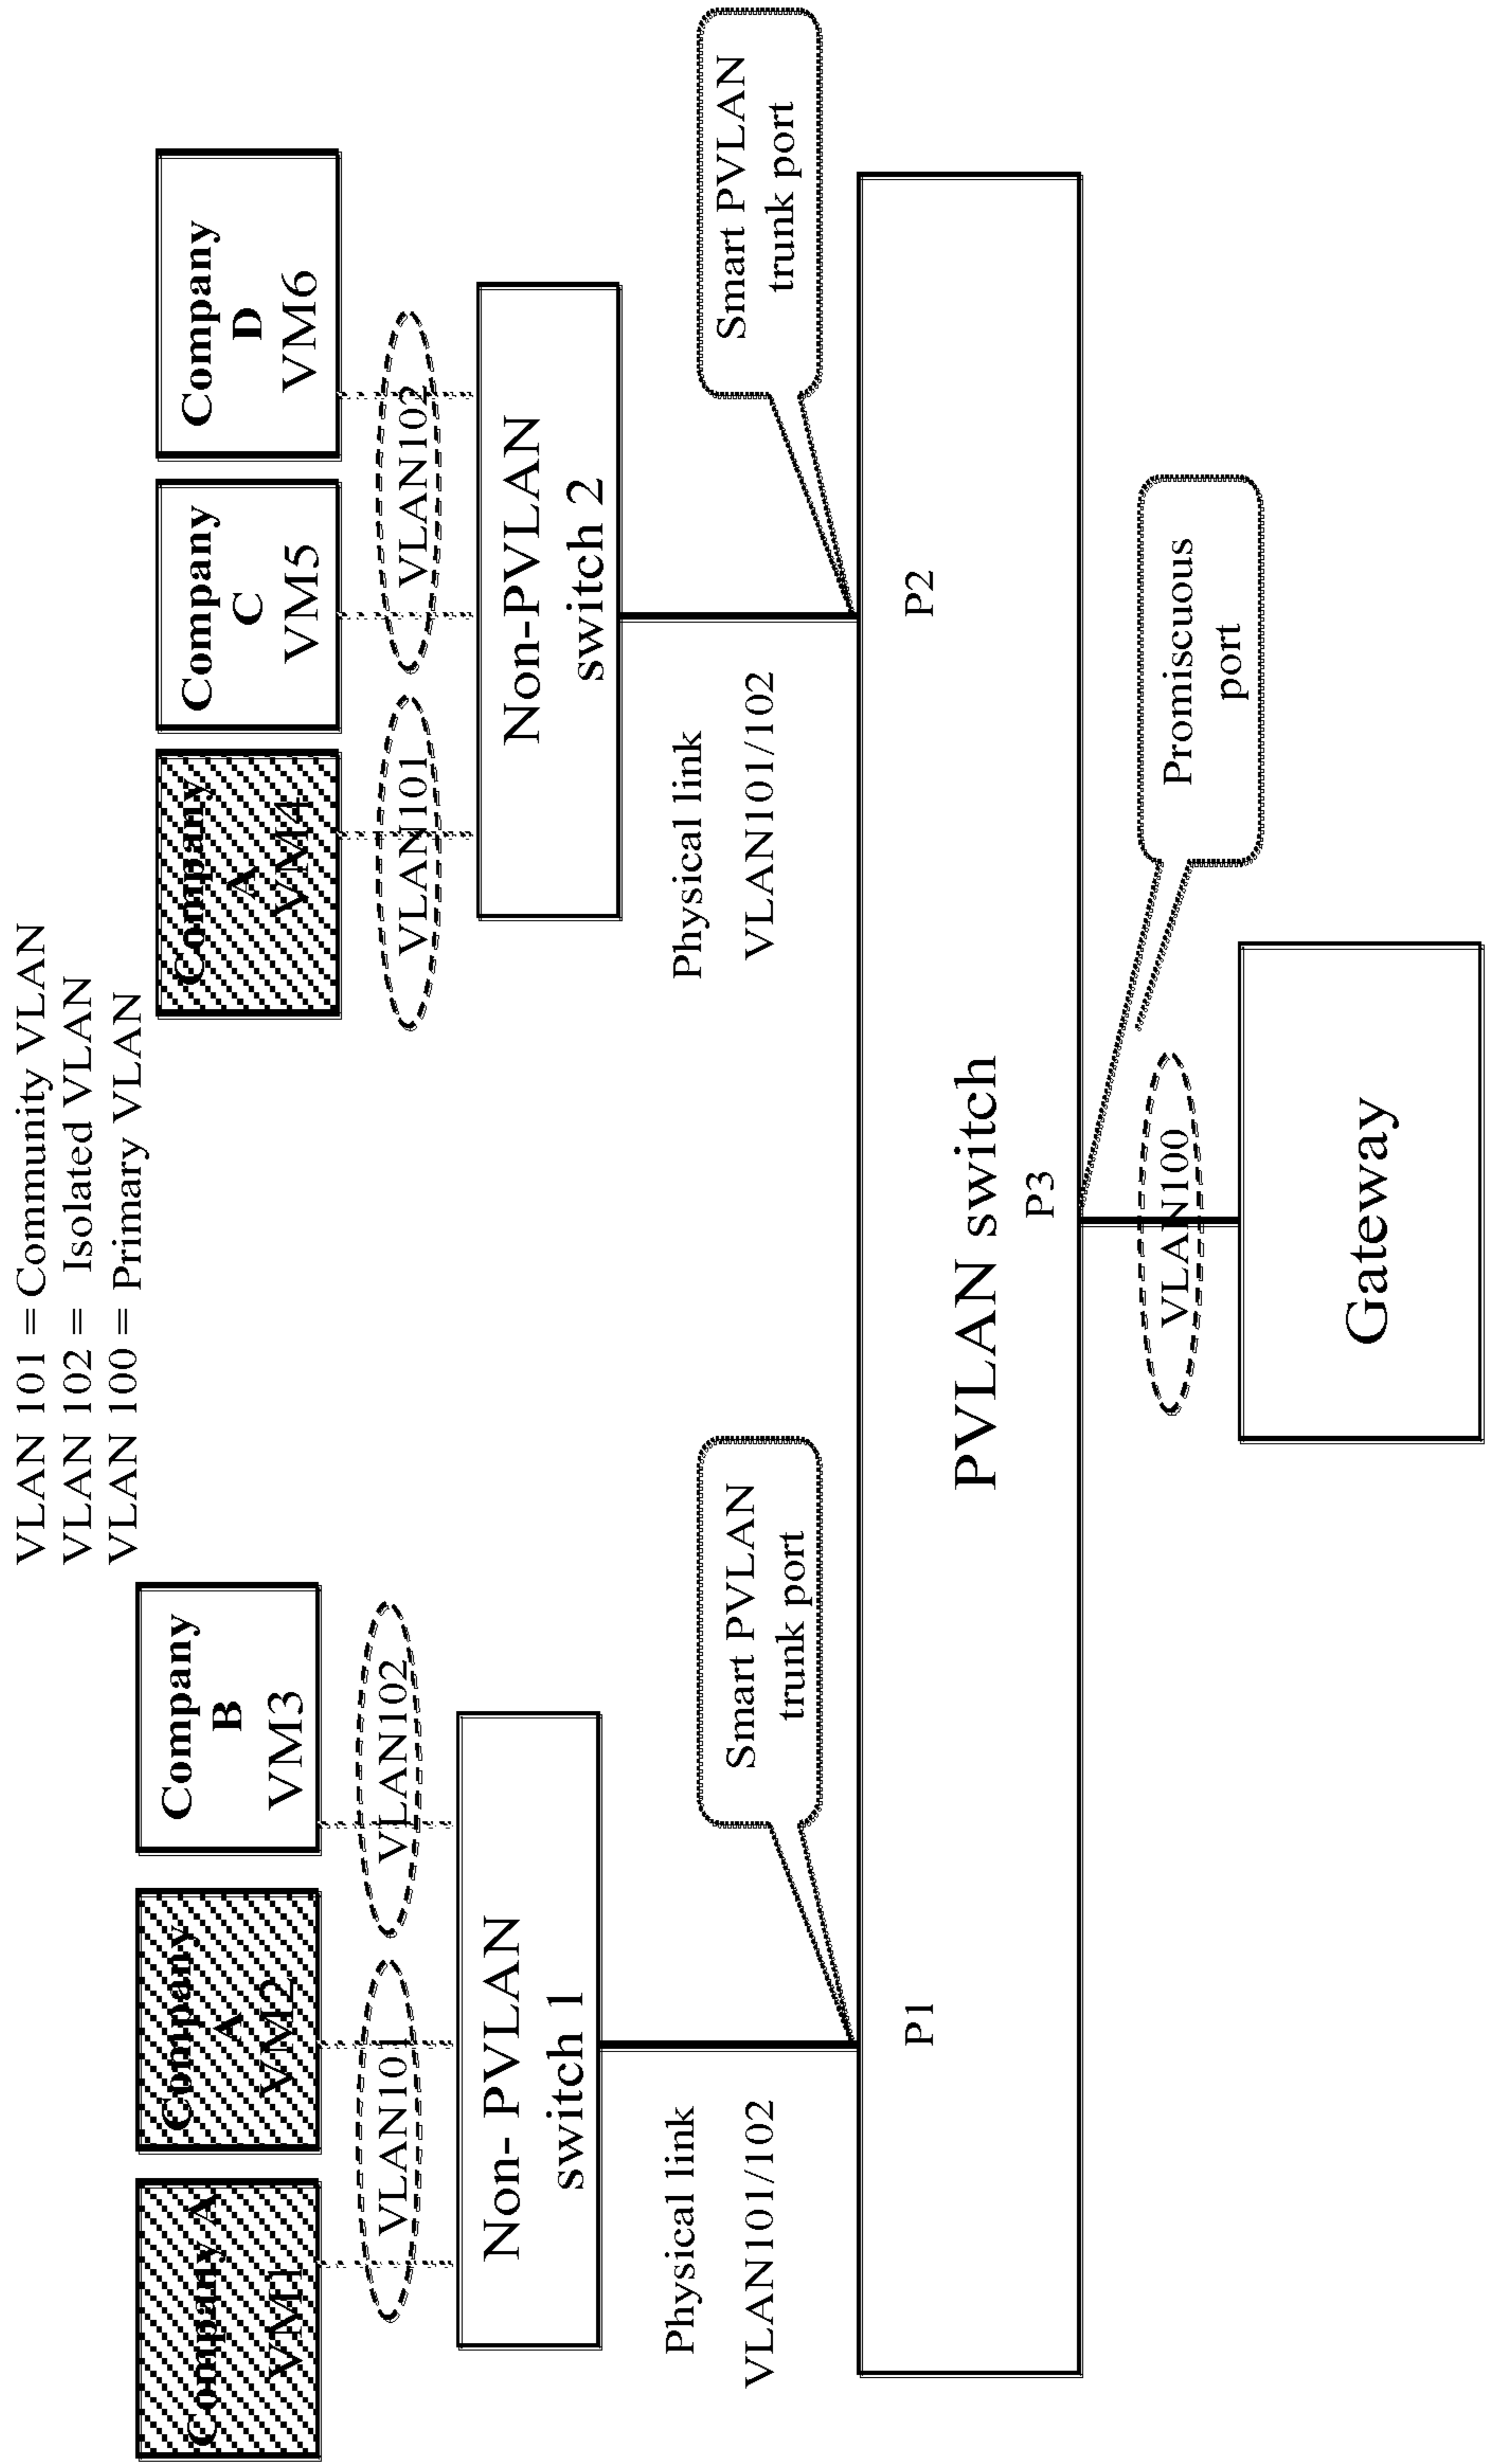 VLAN 101 = Community VLAN
VLAN 102 = Isolated VLAN
VLAN 100 = Primary VLAN
Company A
VM1
Company
A
VM2
Company
B
VM3
Company
A
VM4
Company
C
VM5
Company
D
VM6
VLAN101
VLAN102
VLAN101
VLAN102
Non- PVLAN
switch 1
Non-PVLAN
switch 2
Physical link
VLAN101/102
Smart PVLAN
trunk port
Physical link
VLAN101/102
Smart PVLAN
trunk port
P1
P2
PVLAN switch
P3
VLAN100
Promiscuous
port
Gateway